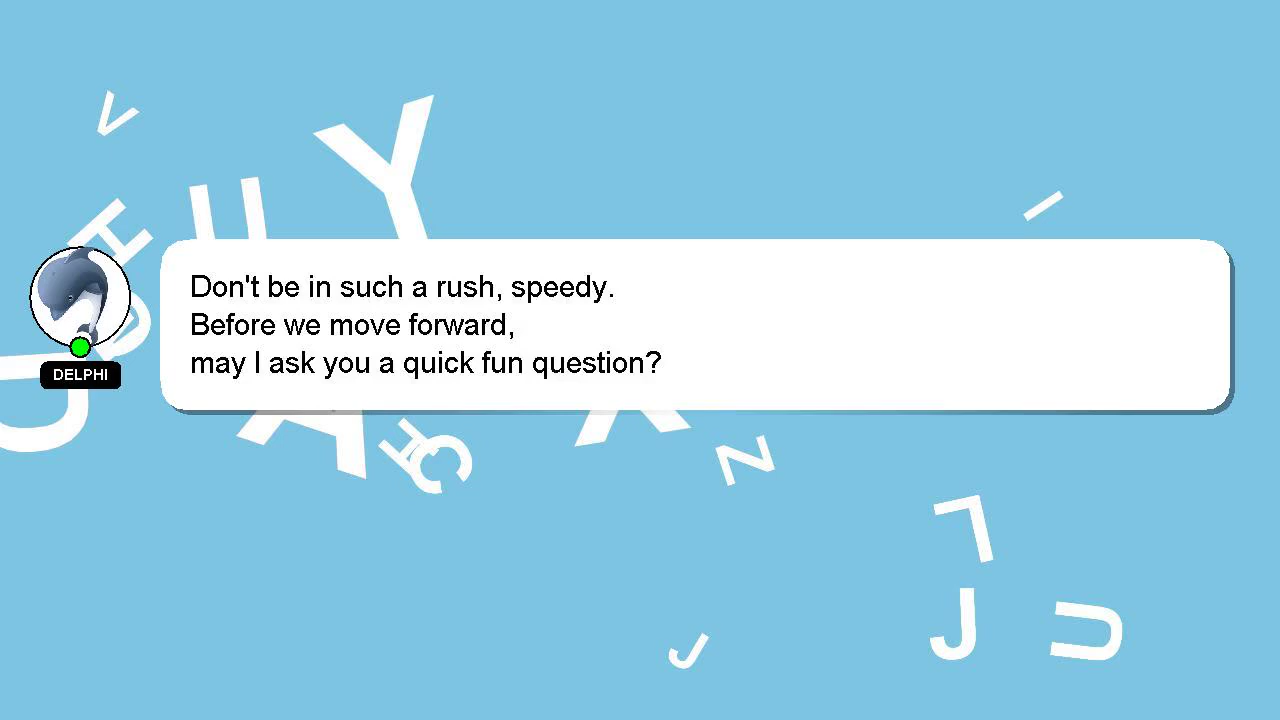 V
Y
U
H
I
Don't be in such a rush, speedy.
Before we move forward,
may I ask you a quick fun question?
DELPHI
U
A
H
C
X
N
L
J
U
J